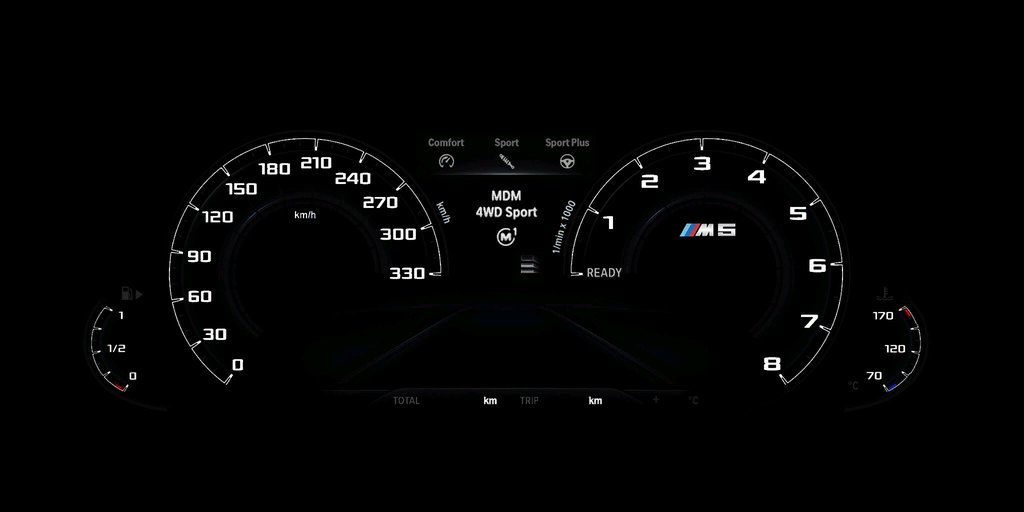 Comfort Sport Sport Plus
MDM
4WD Sport
M1
0
30
60
90
120
150
180
210
240
270
300
330
km/h
km/h
1/min x 1000
READY
1
2
3
4
5
6
7
8
M5
1
1/2
0
170
120
70
°C
TOTAL km TRIP km + °C